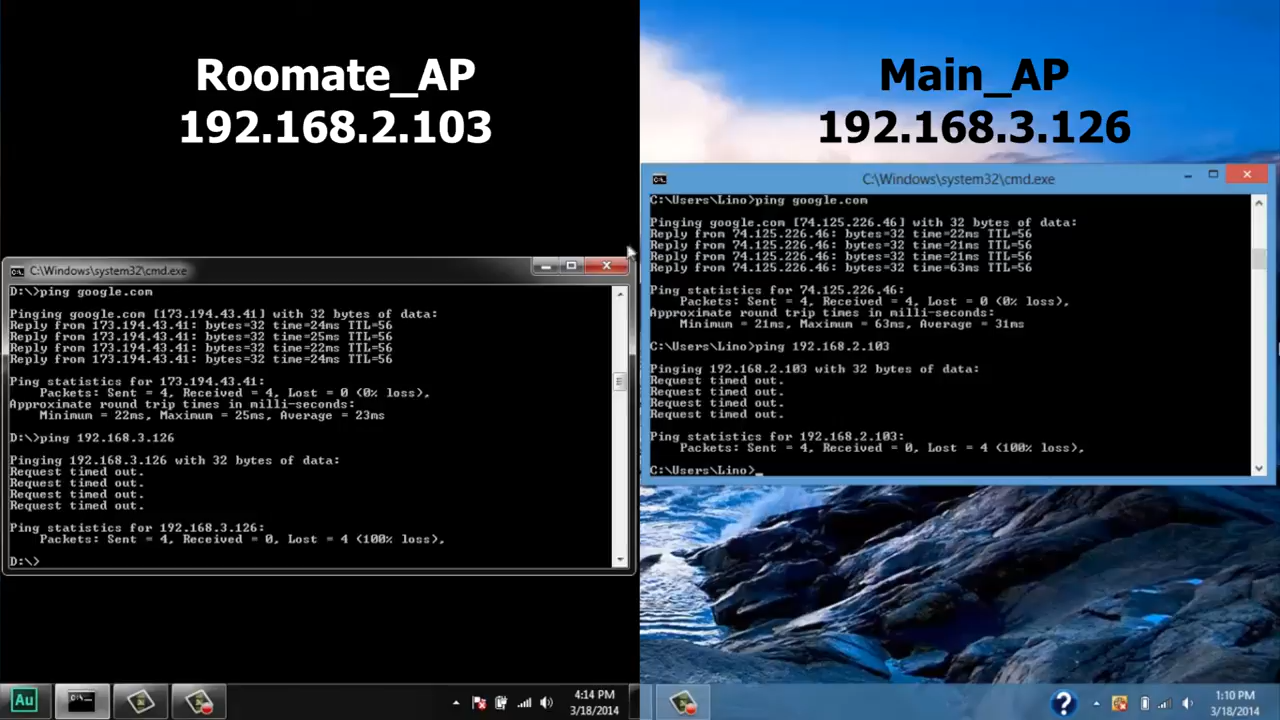 Roomate_AP
192.168.2.103
C:\Windows\system32\cmd.exe
D:\>ping google.com
Pinging google.com [173.194.43.41] with 32 bytes of data:
Reply from 173.194.43.41: bytes=32 time=24ms TTL=56
Reply from 173.194.43.41: bytes=32 time=25ms TTL=56
Reply from 173.194.43.41: bytes=32 time=22ms TTL=56
Reply from 173.194.43.41: bytes=32 time=24ms TTL=56
Ping statistics for 173.194.43.41:
Packets: Sent = 4, Received = 4, Lost = 0 (0% loss),
Approximate round trip times in milli-seconds:
Minimum = 22ms, Maximum = 25ms, Average = 23ms
D:\>ping 192.168.3.126
Pinging 192.168.3.126 with 32 bytes of data:
Request timed out.
Request timed out.
Request timed out.
Request timed out.
Ping statistics for 192.168.3.126:
Packets: Sent = 4, Received = 0, Lost = 4 (100% loss),
D:\>
Au
4:14 PM
3/18/2014
Main_AP
192.168.3.126
C:\Windows\system32\cmd.exe
C:\Users\Lino>ping google.com
Pinging google.com [74.125.226.46] with 32 bytes of data:
Reply from 74.125.226.46: bytes=32 time=22ms TTL=56
Reply from 74.125.226.46: bytes=32 time=21ms TTL=56
Reply from 74.125.226.46: bytes=32 time=21ms TTL=56
Reply from 74.125.226.46: bytes=32 time=63ms TTL=56
Ping statistics for 74.125.226.46:
Packets: Sent = 4, Received = 4, Lost = 0 (0% loss),
Approximate round trip times in milli-seconds:
Minimum = 21ms, Maximum = 63ms, Average = 31ms
C:\Users\Lino>ping 192.168.2.103
Pinging 192.168.2.103 with 32 bytes of data:
Request timed out.
Request timed out.
Request timed out.
Request timed out.
Ping statistics for 192.168.2.103:
Packets: Sent = 4, Received = 0, Lost = 4 (100% loss),
C:\Users\Lino>_
1:10 PM
3/18/2014